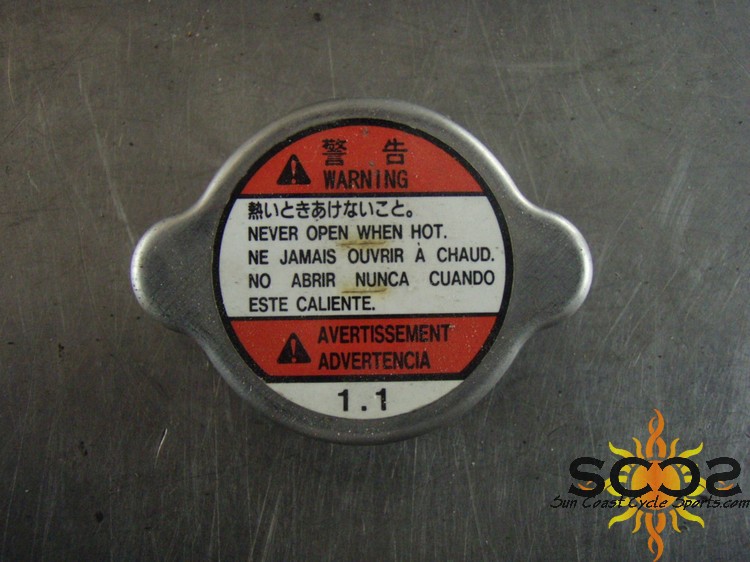 警 告
WARNING
熱いときあけないこと。
NEVER OPEN WHEN HOT.
NE JAMAIS OUVRIR À CHAUD.
NO ABRIR NUNCA CUANDO
ESTE CALIENTE.
AVERTISSEMENT
ADVERTENCIA
1.1
SCCS
Sun Coast Cycle Sports.com